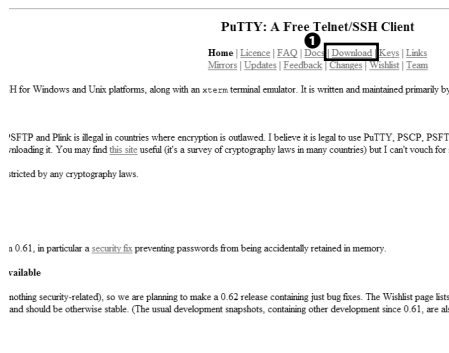 PuTTY: A Free Telnet/SSH Client
1
Home | Licence | FAQ | Docs | Download | Keys | Links
Mirrors | Updates | Feedback | Changes | Wishlist | Team
H for Windows and Unix platforms, along with an xterm terminal emulator. It is written and maintained primarily by
PSFTP and Plink is illegal in countries where encryption is outlawed. I believe it is legal to use PuTTY, PSCP, PSFT
nloading it. You may find this site useful (it's a survey of cryptography laws in many countries) but I can't vouch for
stricted by any cryptography laws.
n 0.61, in particular a security fix preventing passwords from being accidentally retained in memory.
vailable
nothing security-related), so we are planning to make a 0.62 release containing just bug fixes. The Wishlist page lists
and should be otherwise stable. (The usual development snapshots, containing other development since 0.61, are als